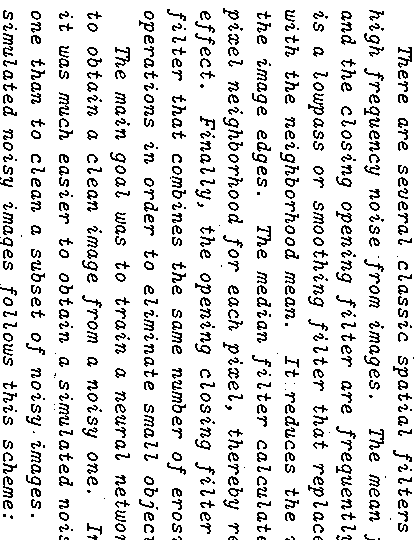 There are several classic spatial filters
high frequency noise from images. The mean
and the closing opening filter are frequently
is a lowpass or smoothing filter that replace
with the neighborhood mean. It reduces the
the image edges. The median filter calculate
pixel neighborhood for each pixel, thereby re
effect. Finally, the opening closing filter
filter that combines the same number of eros
operations in order to eliminate small objec
The main goal was to train a neural networ
to obtain a clean image from a noisy one. In
it was much easier to obtain a simulated nois
one than to clean a subset of noisy images.
simulated noisy images follows this scheme: